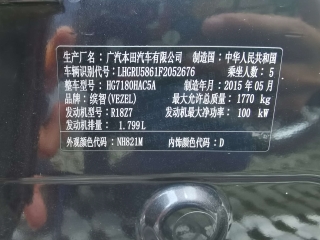 生产厂名：广汽本田汽车有限公司 制造国：中华人民共和国
车辆识别代号：LHGRU5861F2052676 乘坐人数：5
整车型号：HG7180HAC5A 制造年月：2015年05月
品牌：缤智(VEZEL) 最大允许总质量：1770 kg
发动机型号：R18Z7 发动机最大净功率：100 kW
发动机排量：1.799L
外观颜色代码：NH821M 内饰颜色代码：D